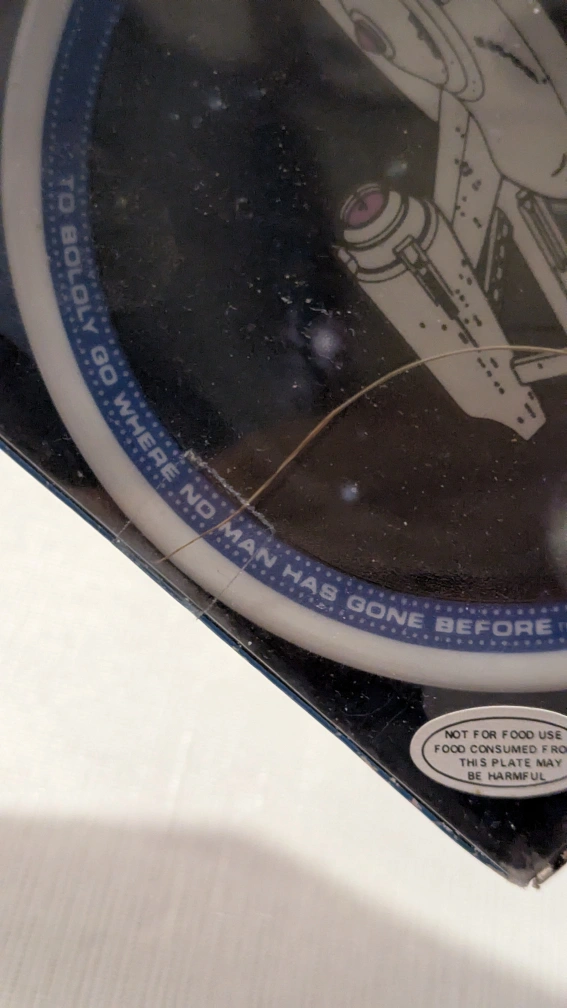 TO BOLDLY GO WHERE NO MAN HAS GONE BEFORE
NOT FOR FOOD USE
FOOD CONSUMED FRO
THIS PLATE MAY
BE HARMFUL